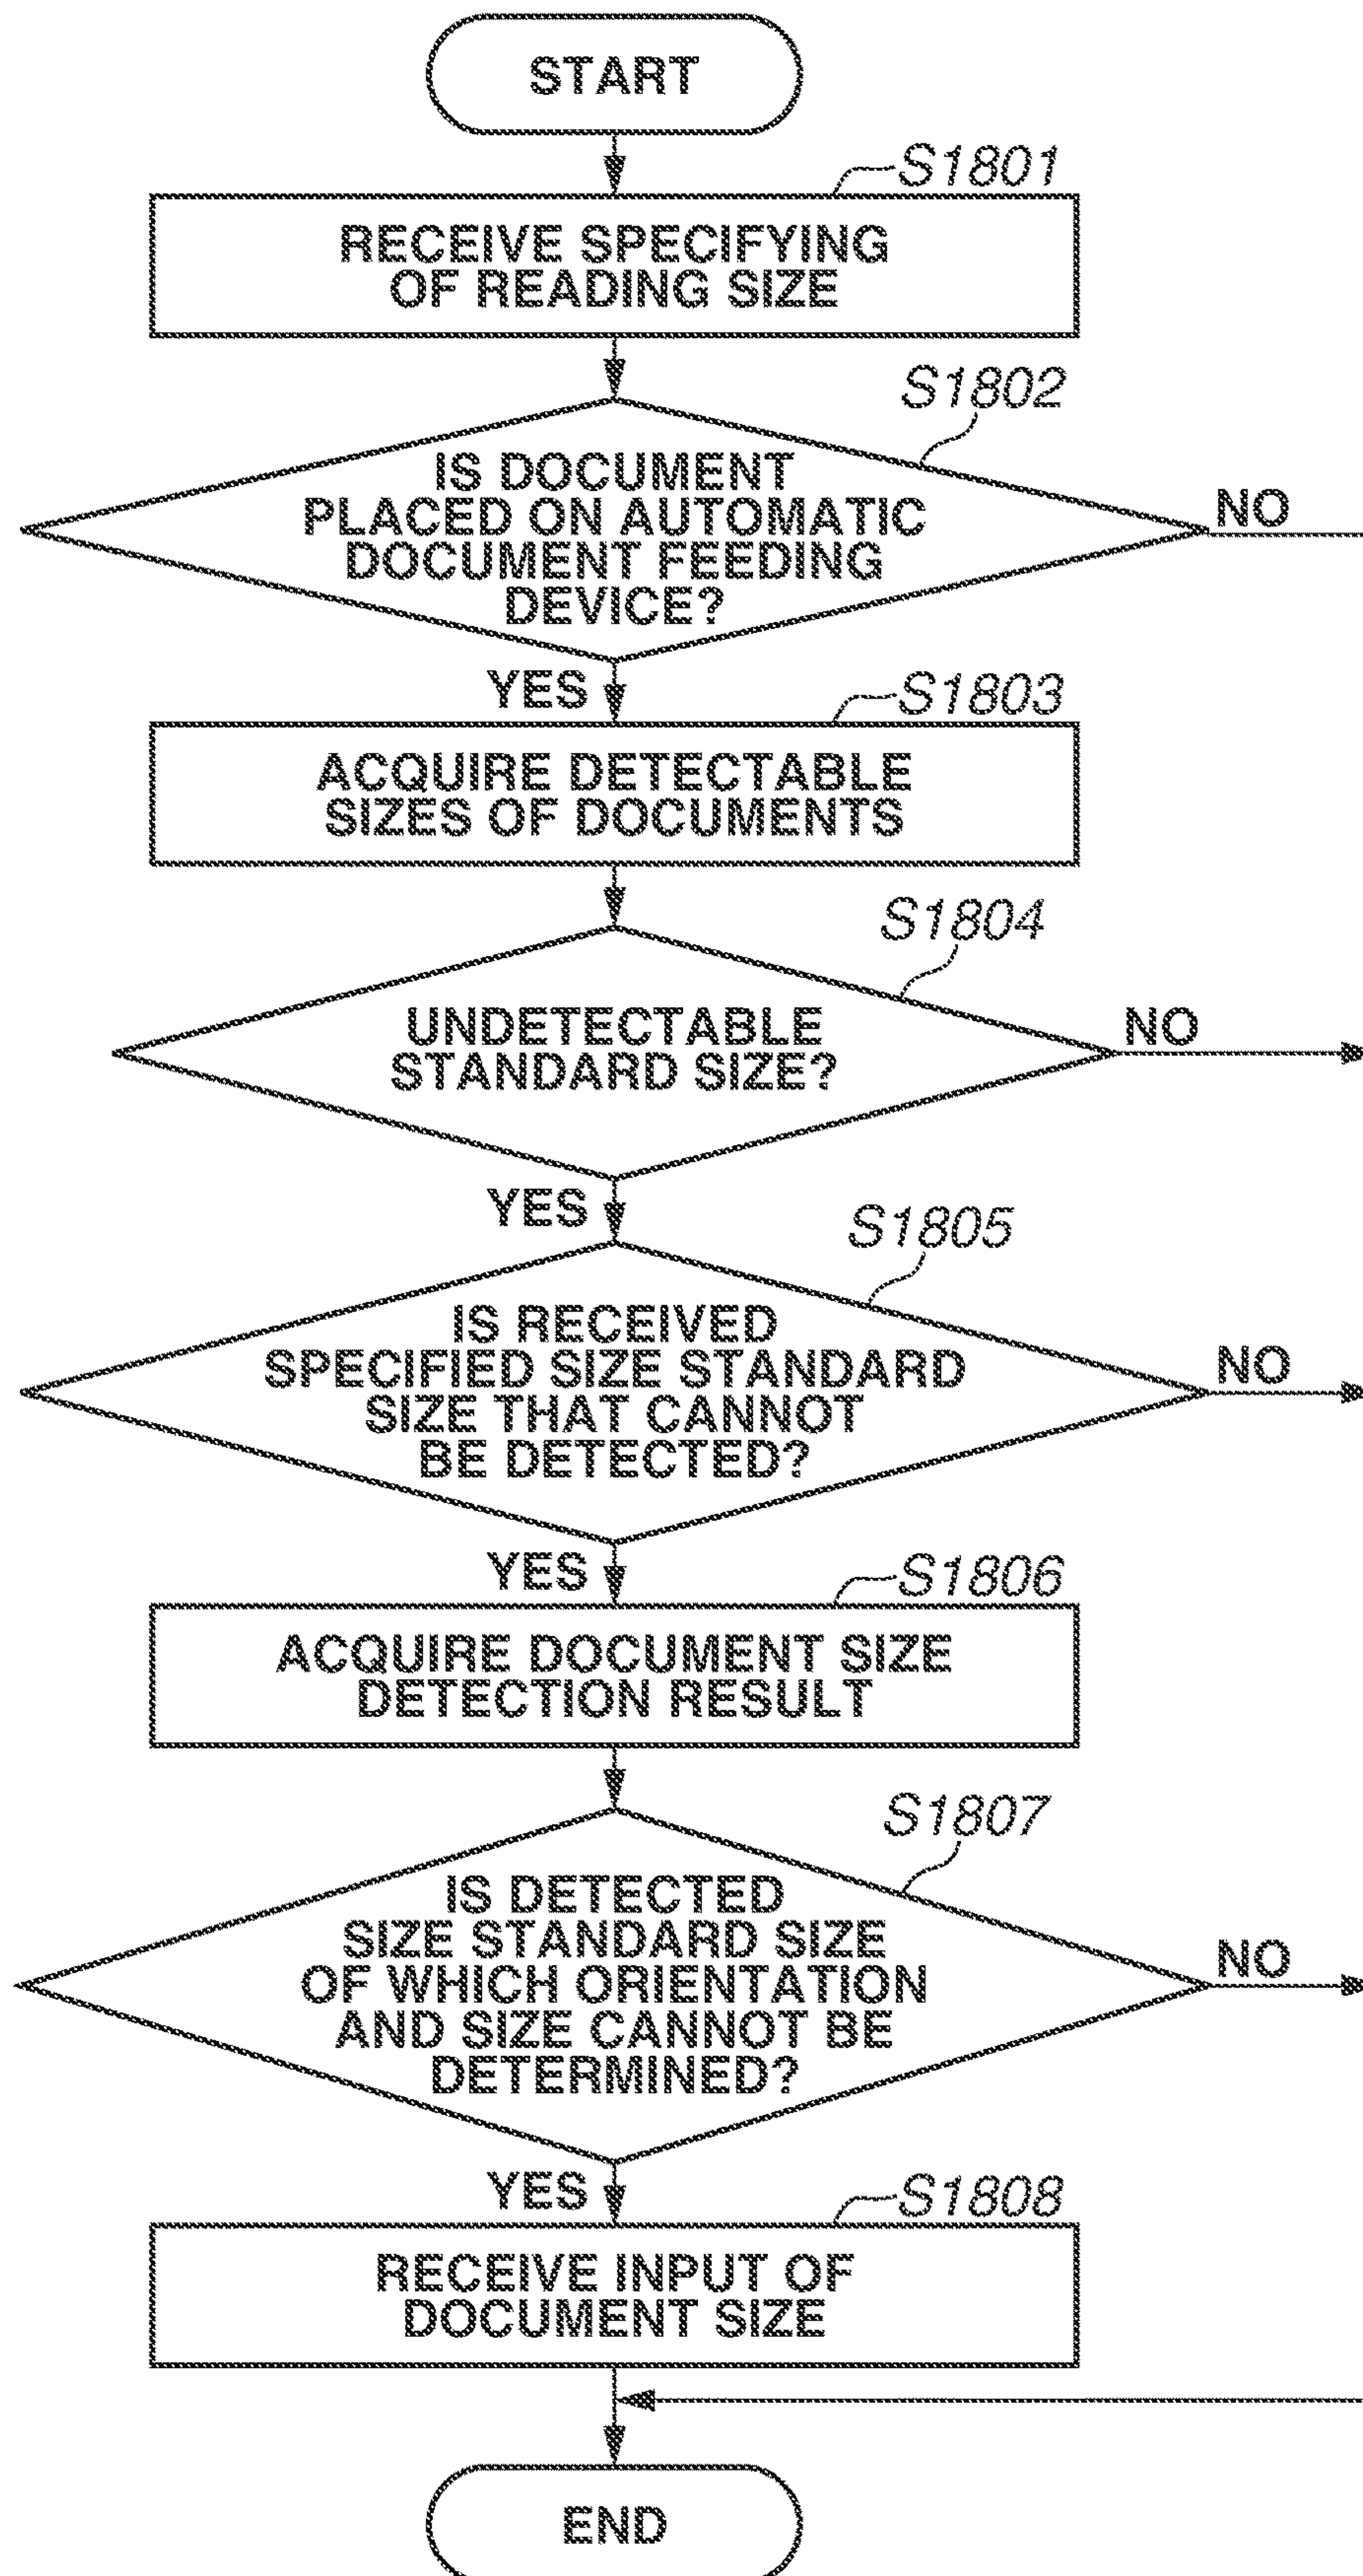 START
S1801
RECEIVE SPECIFYING
OF READING SIZE
S1802
IS DOCUMENT
PLACED ON AUTOMATIC
DOCUMENT FEEDING
DEVICE?
NO
YES
S1803
ACQUIRE DETECTABLE
SIZES OF DOCUMENTS
S1804
UNDETECTABLE
STANDARD SIZE?
NO
YES
S1805
IS RECEIVED
SPECIFIED SIZE STANDARD
SIZE THAT CANNOT
BE DETECTED?
NO
YES
S1806
ACQUIRE DOCUMENT SIZE
DETECTION RESULT
S1807
IS DETECTED
SIZE STANDARD SIZE
OF WHICH ORIENTATION
AND SIZE CANNOT BE
DETERMINED?
NO
YES
S1808
RECEIVE INPUT OF
DOCUMENT SIZE
END